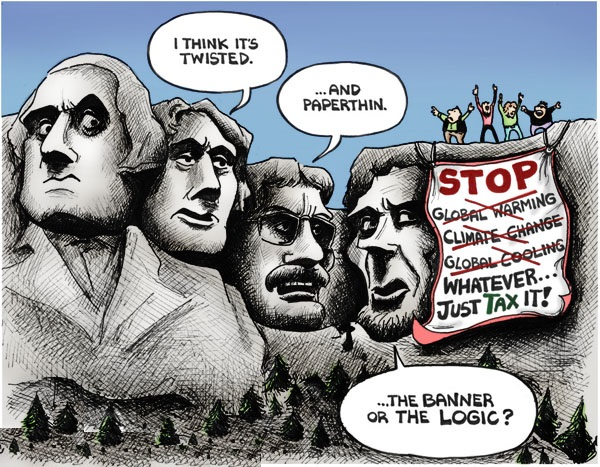 I THINK IT'S
TWISTED.
...AND
PAPERTHIN.
STOP
GLOBAL WARMING
CLIMATE CHANGE
GLOBAL COOLING
WHATEVER...
JUST TAX IT!
...THE BANNER
OR THE LOGIC?